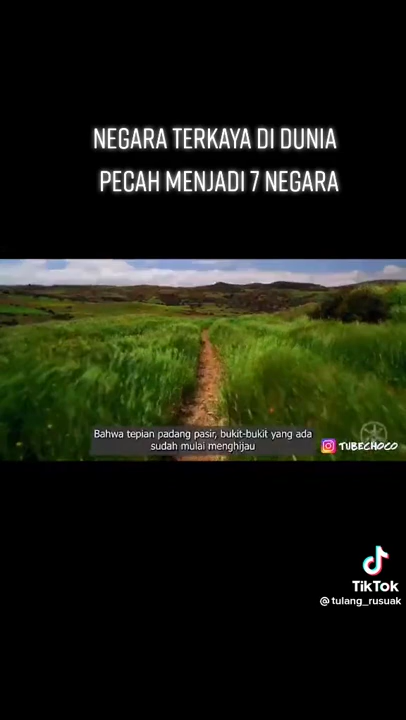 NEGARA TERKAYA DI DUNIA
PECAH MENJADI 7 NEGARA
Bahwa tepian padang pasir, bukit-bukit yang ada
sudah mulai menghijau
TUBECHOCO
TikTok
@tulang_rusuak